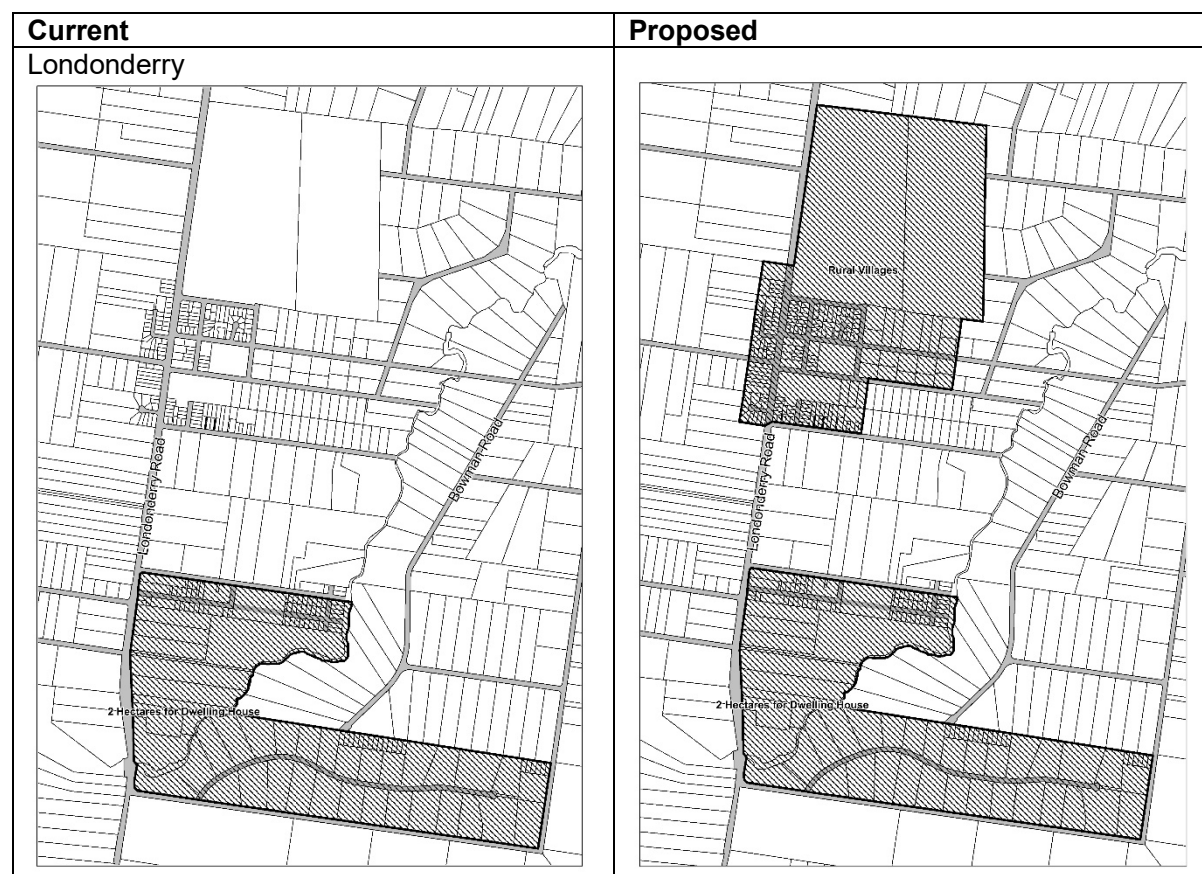 Current
Proposed
Londonderry
Londonderry Road
Bowman Road
2 Hectares for Dwelling House
Rural Villages
Londonderry Road
Bowman Road
2 Hectares for Dwelling House